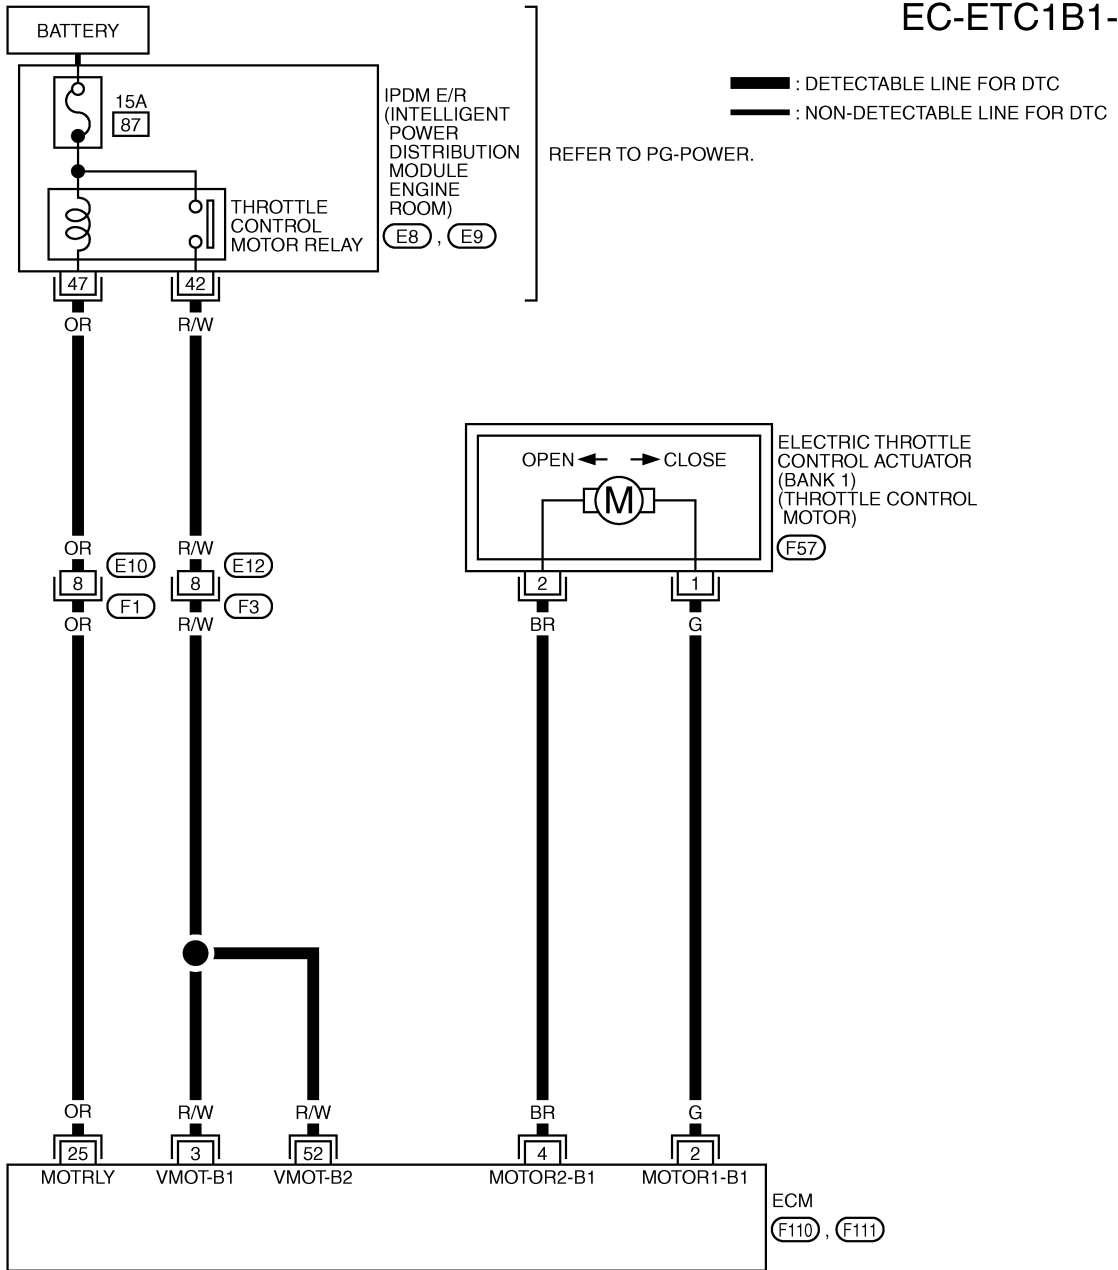 EC-ETC1B1-
BATTERY
: DETECTABLE LINE FOR DTC
: NON-DETECTABLE LINE FOR DTC
15A
87
IPDM E/R
(INTELLIGENT
POWER
DISTRIBUTION
MODULE
ENGINE
ROOM)
E8 , E9
REFER TO PG-POWER.
THROTTLE
CONTROL
MOTOR RELAY
47 42
OR R/W
OPEN CLOSE
M
ELECTRIC THROTTLE
CONTROL ACTUATOR
(BANK 1)
(THROTTLE CONTROL
MOTOR)
F57
OR R/W
E10 E12
8 8
F1 F3
OR R/W
2 1
BR G
OR R/W R/W BR G
25 3 52 4 2
MOTRLY VMOT-B1 VMOT-B2 MOTOR2-B1 MOTOR1-B1
ECM
F110 , F111